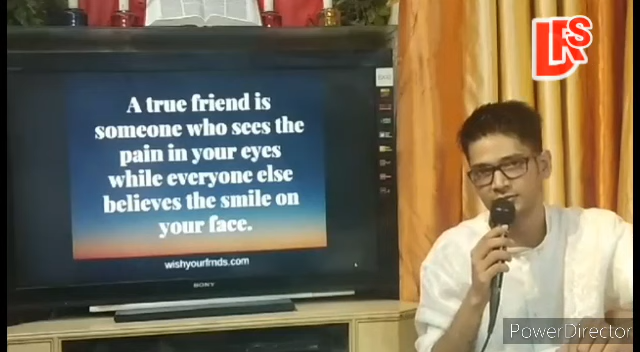 LFS
A true friend is
someone who sees the
pain in your eyes
while everyone else
believes the smile on
your face.
wishyourfrnds.com
SONY
PowerDirector